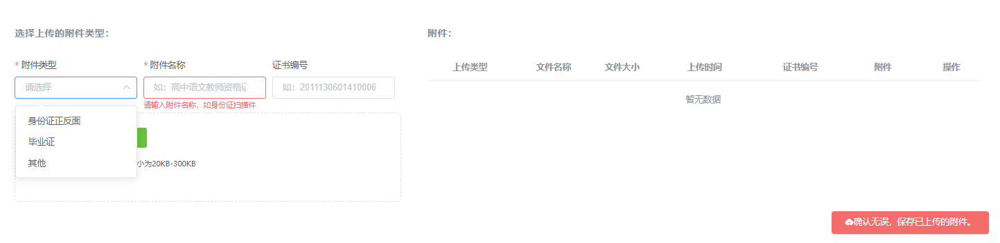 选择上传的附件类型：
* 附件类型
* 附件名称
证书编号
请选择
如：高中语文教师资格证
如：2011130601410006
请输入附件名称，如身份证扫描件
身份证正反面
毕业证
其他
小为20KB-300KB
附件：
上传类型 文件名称 文件大小 上传时间 证书编号 附件 操作
暂无数据
确认无误，保存已上传的附件。